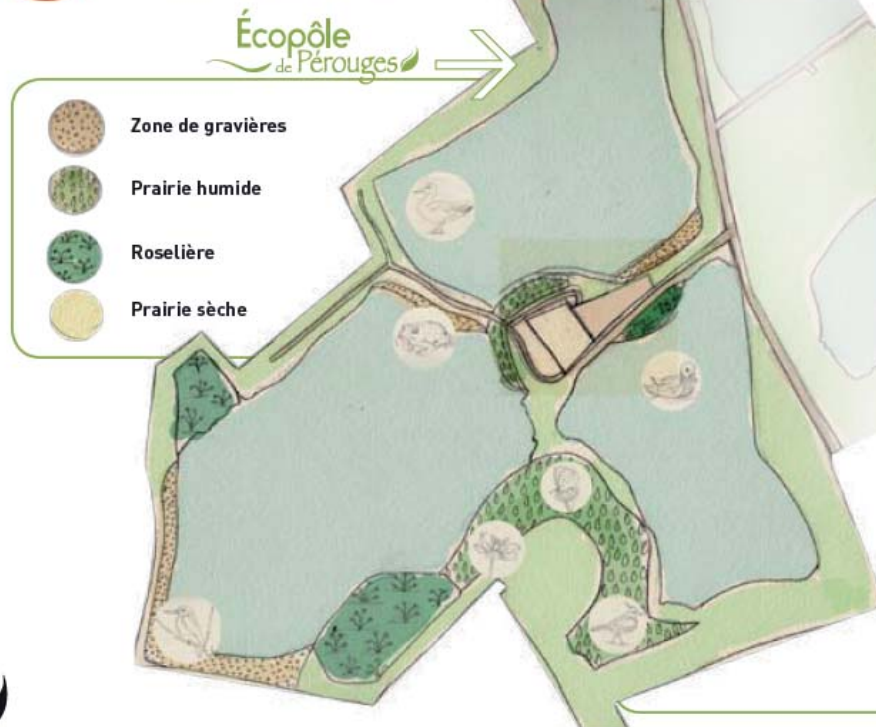 Écopôle
de Pérouges
Zone de gravières
Prairie humide
Roselière
Prairie sèche